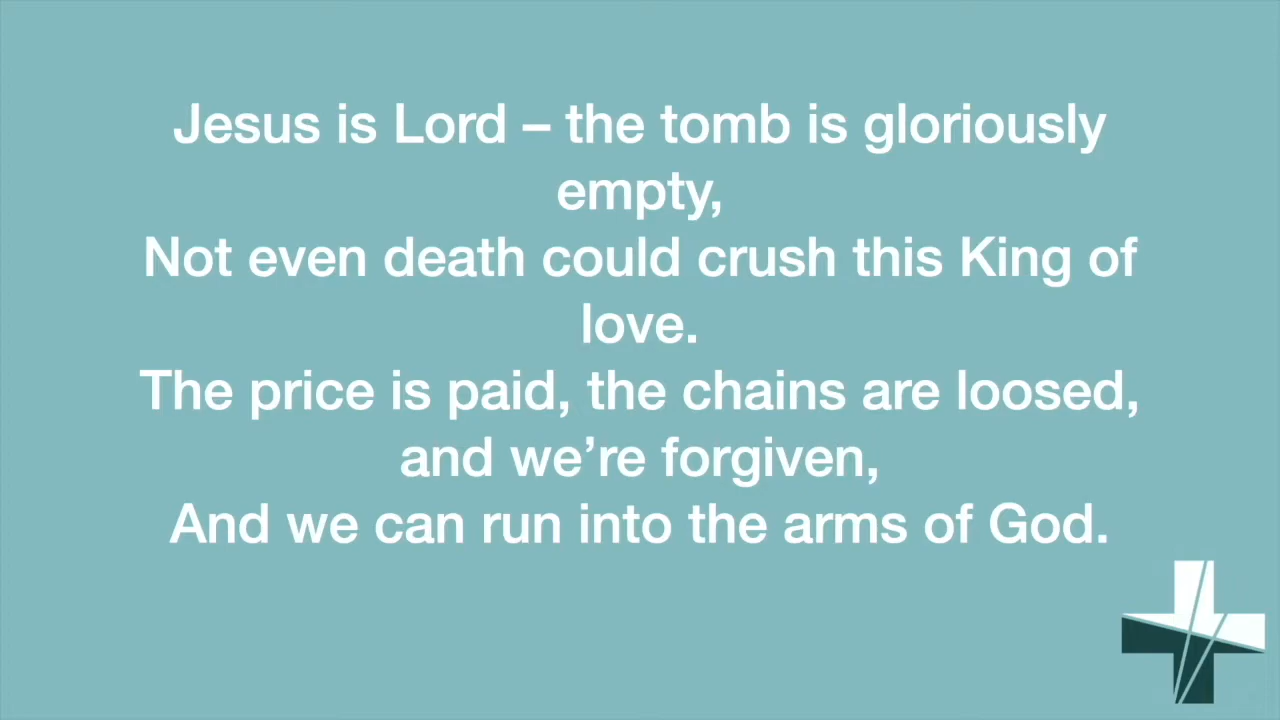 Jesus is Lord – the tomb is gloriously
empty,
Not even death could crush this King of
love.
The price is paid, the chains are loosed,
and we’re forgiven,
And we can run into the arms of God.